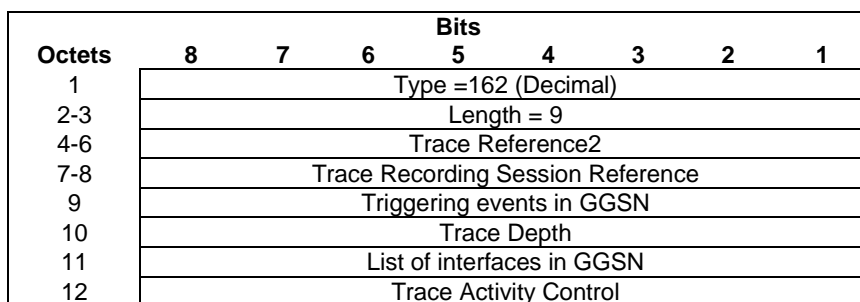 Bits
Octets 8 7 6 5 4 3 2 1
1 Type =162 (Decimal)
2-3 Length = 9
4-6 Trace Reference2
7-8 Trace Recording Session Reference
9 Triggering events in GGSN
10 Trace Depth
11 List of interfaces in GGSN
12 Trace Activity Control